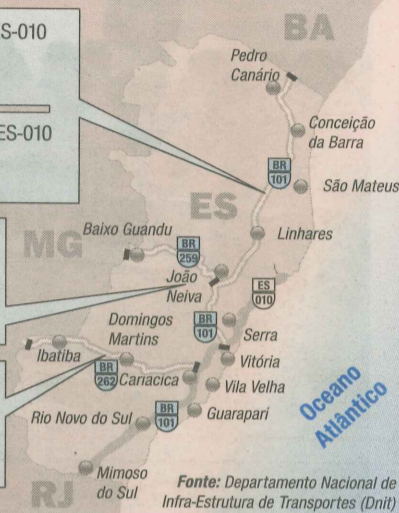 ES-010
ES-010
BA
Pedro
Canário
Conceição
da Barra
BR
101
São Mateus
ES
Linhares
MG
Baixo Guandu
BR
259
João
Neiva
ES
010
Domingos
Martins
BR
101
Serra
Ibatiba
Vitória
BR
262
Cariacica
Vila Velha
Rio Novo do Sul
BR
101
Guarapari
Oceano
Atlântico
Mimoso
do Sul
RJ
Fonte: Departamento Nacional de
Infra-Estrutura de Transportes (Dnit)